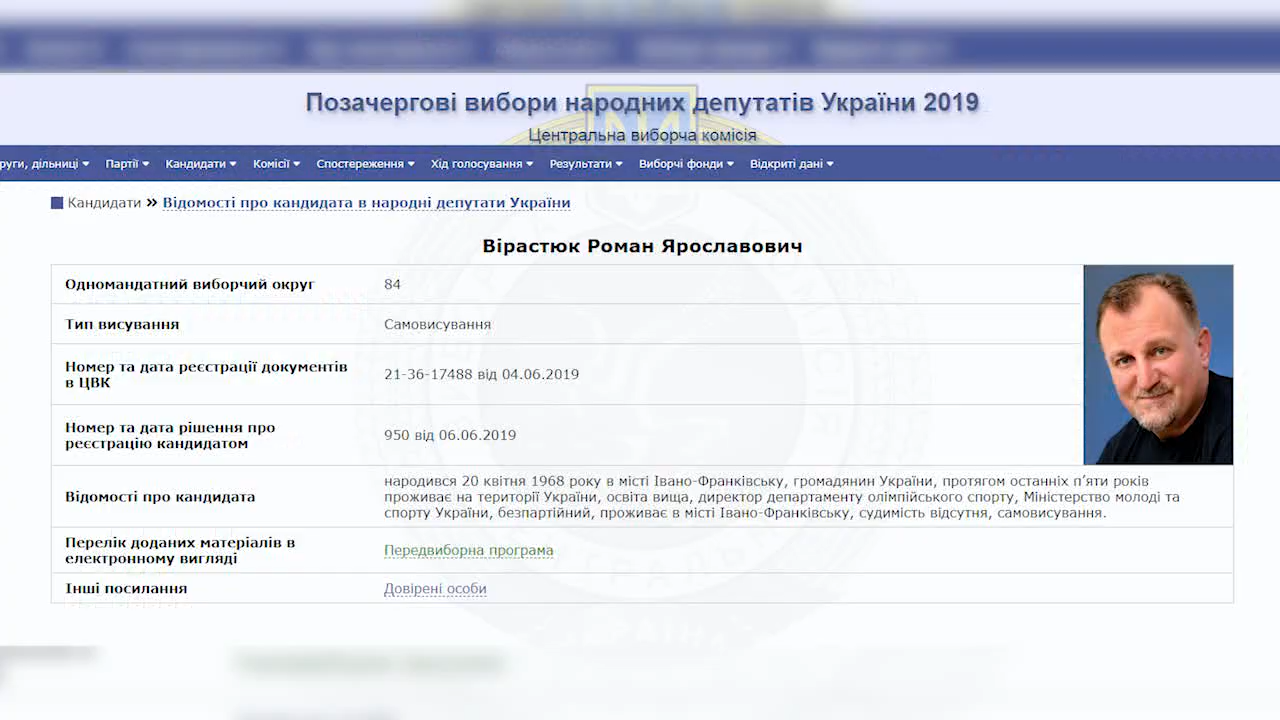 Позачергові вибори народних депутатів України 2019
Центральна виборча комісія
руги, дільниці Партії Кандидати Комісії Спостереження Хід голосування Результати Виборчі фонди Відкриті дані
Кандидати » Відомості про кандидата в народні депутати України
Вірастюк Роман Ярославович
Одномандатний виборчий округ 84
Тип висування Самовисування
Номер та дата реєстрації документів
в ЦВК
21-36-17488 від 04.06.2019
Номер та дата рішення про
реєстрацію кандидатом
950 від 06.06.2019
Відомості про кандидата
народився 20 квітня 1968 року в місті Івано-Франківську, громадянин України, протягом останніх п’яти років
проживає на території України, освіта вища, директор департаменту олімпійського спорту, Міністерство молоді та
спорту України, безпартійний, проживає в місті Івано-Франківську, судимість відсутня, самовисування.
Перелік доданих матеріалів в
електронному вигляді
Передвиборна програма
Інші посилання Довірені особи